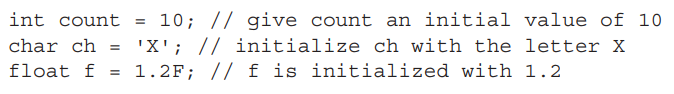 int count = 10; // give count an initial value of 10
char ch = 'X'; // initialize ch with the letter X
float f = 1.2F; // f is initialized with 1.2